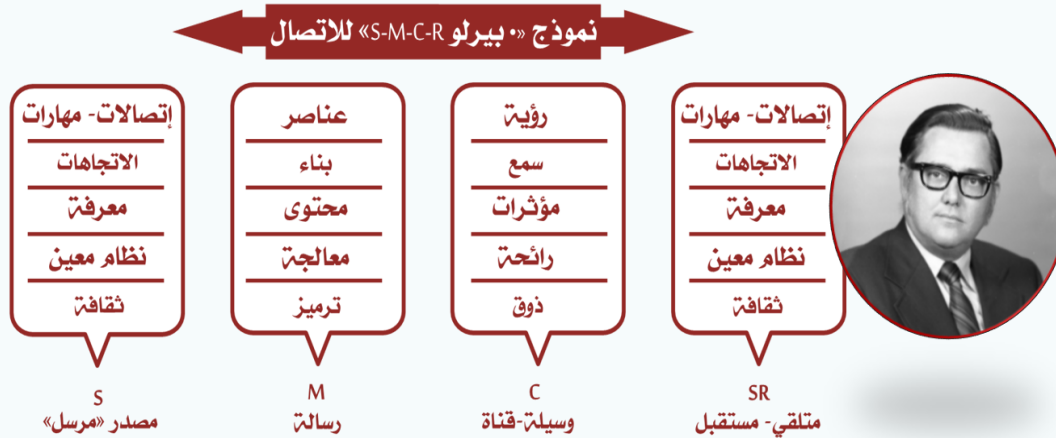 نموذج «• بيرلو S-M-C-R» للاتصال
إتصالات- مهارات
الاتجاهات
معرفة
نظام معين
ثقافة
SR
متلقي- مستقبل
رؤية
سمع
مؤثرات
رائحة
ذوق
C
وسيلة-قناة
عناصر
بناء
محتوى
معالجة
ترميز
M
رسالة
إتصالات- مهارات
الاتجاهات
معرفة
نظام معين
ثقافة
S
مصدر «مرسل»